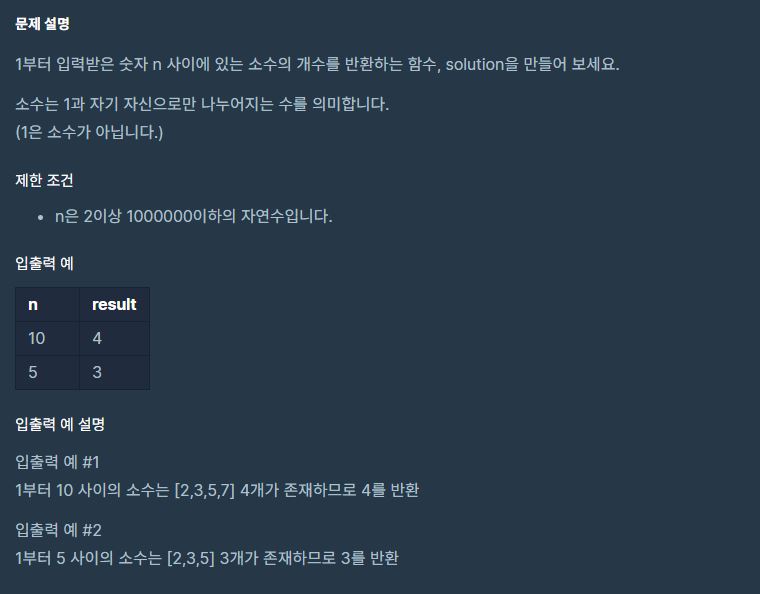 문제 설명
1부터 입력받은 숫자 n 사이에 있는 소수의 개수를 반환하는 함수, solution을 만들어 보세요.
소수는 1과 자기 자신으로만 나누어지는 수를 의미합니다.
(1은 소수가 아닙니다.)
제한 조건
• n은 2이상 1000000이하의 자연수입니다.
입출력 예
n result
10 4
5 3
입출력 예 설명
입출력 예 #1
1부터 10 사이의 소수는 [2,3,5,7] 4개가 존재하므로 4를 반환
입출력 예 #2
1부터 5 사이의 소수는 [2,3,5] 3개가 존재하므로 3를 반환